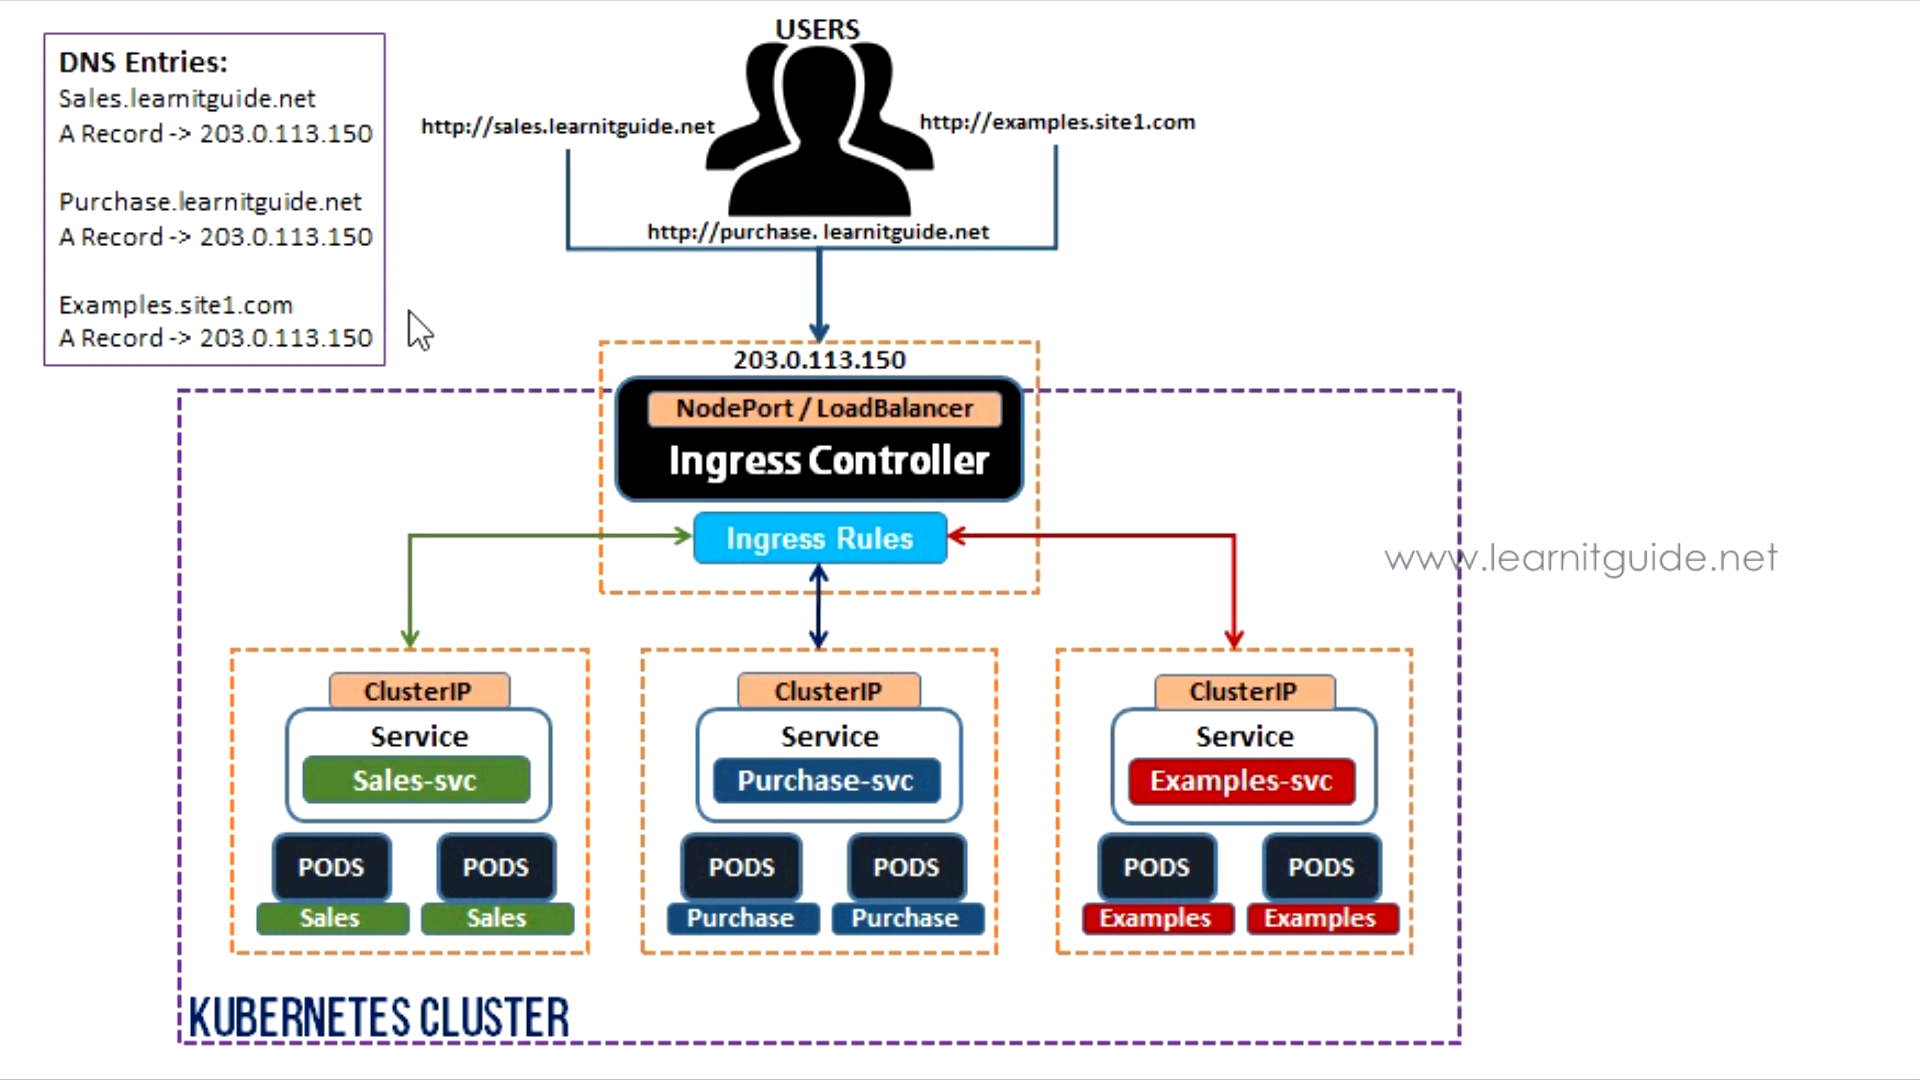 USERS
DNS Entries:
Sales.learnitguide.net
A Record -> 203.0.113.150
Purchase.learnitguide.net
A Record -> 203.0.113.150
Examples.site1.com
A Record -> 203.0.113.150
http://sales.learnitguide.net
http://examples.site1.com
http://purchase. learnitguide.net
203.0.113.150
NodePort / LoadBalancer
Ingress Controller
Ingress Rules
www.learnitguide.net
ClusterIP
Service
Sales-svc
PODS
PODS
Sales
Sales
ClusterIP
Service
Purchase-svc
PODS
PODS
Purchase
Purchase
ClusterIP
Service
Examples-svc
PODS
PODS
Examples
Examples
KUBERNETES CLUSTER